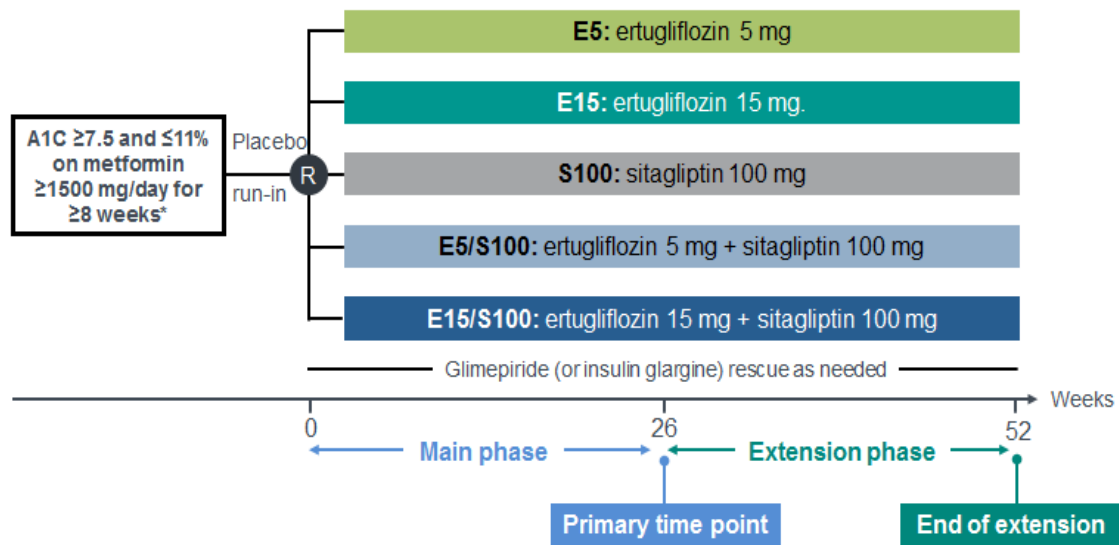 E5: ertugliflozin 5 mg
E15: ertugliflozin 15 mg.
A1C ≥7.5 and ≤11%
on metformin
≥1500 mg/day for
≥8 weeks*
Placebo
run-in
R
S100: sitagliptin 100 mg
E5/S100: ertugliflozin 5 mg + sitagliptin 100 mg
E15/S100: ertugliflozin 15 mg + sitagliptin 100 mg
Glimepiride (or insulin glargine) rescue as needed
Weeks
0
26
52
Main phase
Extension phase
Primary time point
End of extension